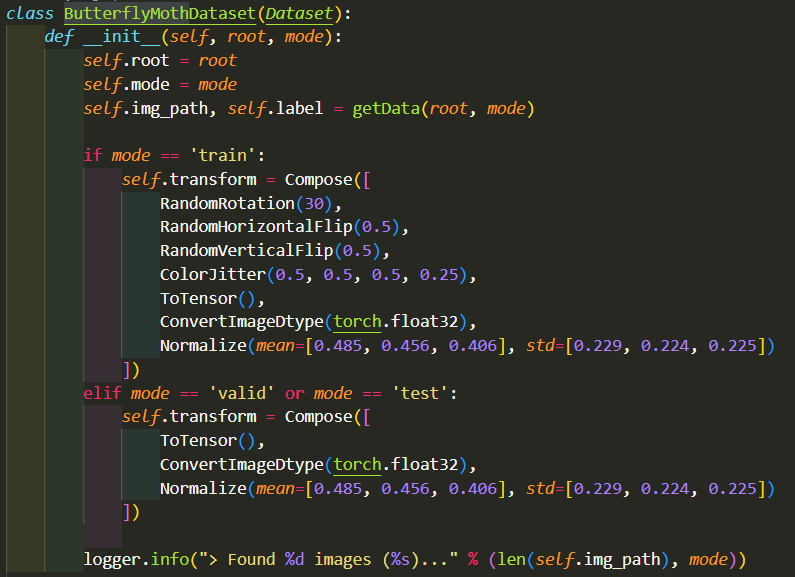 class ButterflyMothDataset(Dataset):
    def __init__(self, root, mode):
        self.root = root
        self.mode = mode
        self.img_path, self.label = getData(root, mode)

        if mode == 'train':
            self.transform = Compose([
                RandomRotation(30),
                RandomHorizontalFlip(0.5),
                RandomVerticalFlip(0.5),
                ColorJitter(0.5, 0.5, 0.5, 0.25),
                ToTensor(),
                ConvertImageDtype(torch.float32),
                Normalize(mean=[0.485, 0.456, 0.406], std=[0.229, 0.224, 0.225])
            ])
        elif mode == 'valid' or mode == 'test':
            self.transform = Compose([
                ToTensor(),
                ConvertImageDtype(torch.float32),
                Normalize(mean=[0.485, 0.456, 0.406], std=[0.229, 0.224, 0.225])
            ])

        logger.info("> Found %d images (%s)..." % (len(self.img_path), mode))